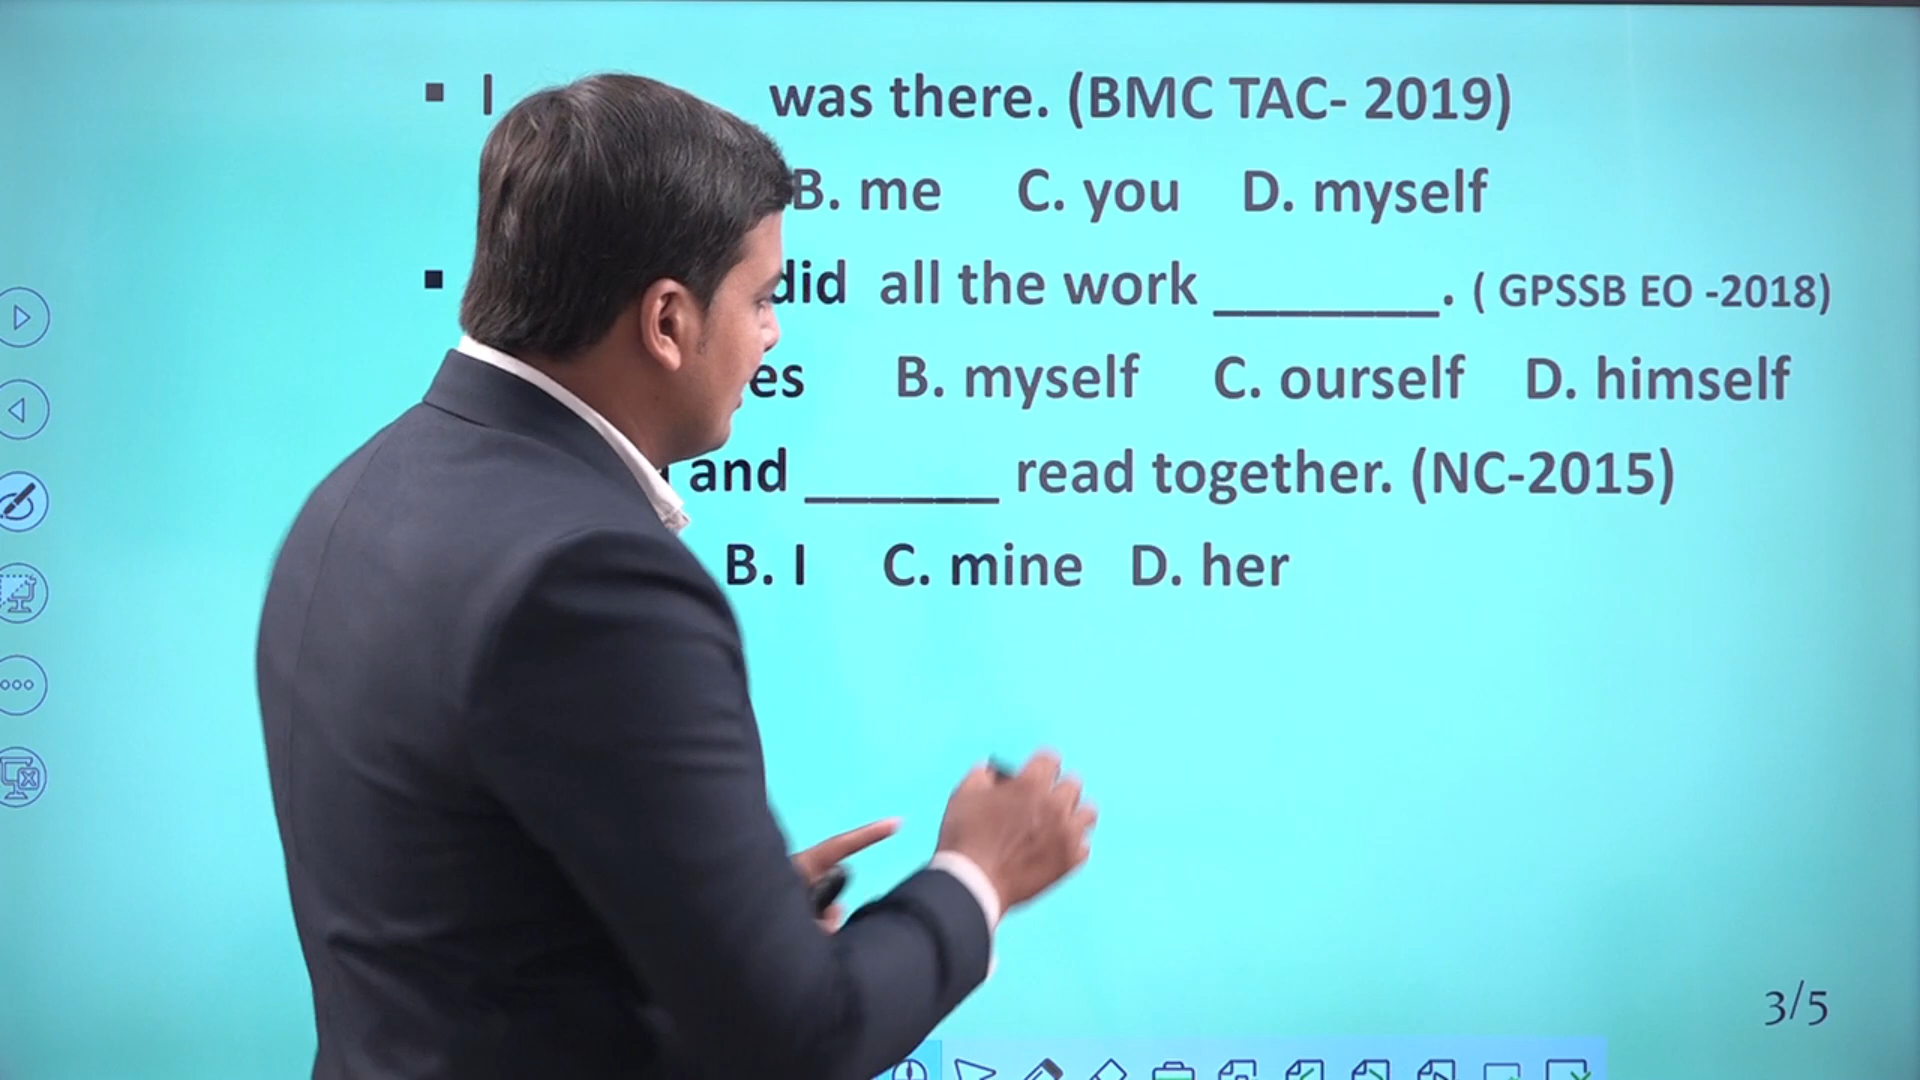 ▪ I was there. (BMC TAC- 2019)
B. me C. you D. myself
▪ did all the work ________. ( GPSSB EO -2018)
es B. myself C. ourself D. himself
and _______ read together. (NC-2015)
B. I C. mine D. her
3/5